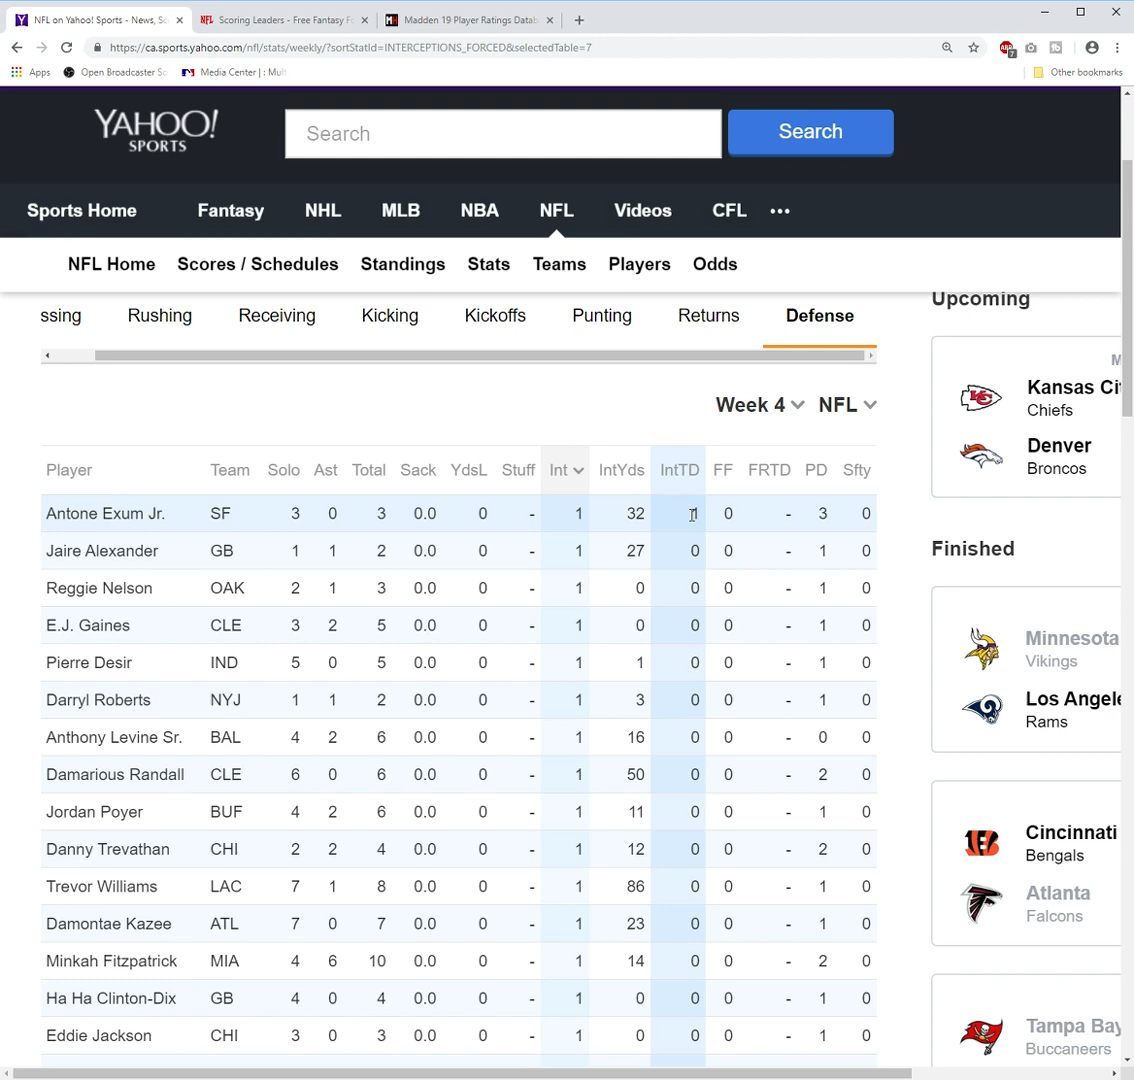 NFL on Yahoo! Sports - News, Sc
Scoring Leaders - Free Fantasy Fo
Madden 19 Player Ratings Datab
https://ca.sports.yahoo.com/nfl/stats/weekly/?sortStatId=INTERCEPTIONS_FORCED&selectedTable=7
Apps Open Broadcaster So Media Center | : Mult Other bookmarks
YAHOO!
SPORTS
Search Search
Sports Home Fantasy NHL MLB NBA NFL Videos CFL •••
NFL Home Scores / Schedules Standings Stats Teams Players Odds
ssing Rushing Receiving Kicking Kickoffs Punting Returns Defense
Week 4 NFL
Player Team Solo Ast Total Sack YdsL Stuff Int IntYds IntTD FF FRTD PD Sfty
Antone Exum Jr. SF 3 0 3 0.0 0 - 1 32 1 0 - 3 0
Jaire Alexander GB 1 1 2 0.0 0 - 1 27 0 0 - 1 0
Reggie Nelson OAK 2 1 3 0.0 0 - 1 0 0 0 - 1 0
E.J. Gaines CLE 3 2 5 0.0 0 - 1 0 0 0 - 1 0
Pierre Desir IND 5 0 5 0.0 0 - 1 1 0 0 - 1 0
Darryl Roberts NYJ 1 1 2 0.0 0 - 1 3 0 0 - 1 0
Anthony Levine Sr. BAL 4 2 6 0.0 0 - 1 16 0 0 - 0 0
Damarious Randall CLE 6 0 6 0.0 0 - 1 50 0 0 - 2 0
Jordan Poyer BUF 4 2 6 0.0 0 - 1 11 0 0 - 1 0
Danny Trevathan CHI 2 2 4 0.0 0 - 1 12 0 0 - 2 0
Trevor Williams LAC 7 1 8 0.0 0 - 1 86 0 0 - 1 0
Damontae Kazee ATL 7 0 7 0.0 0 - 1 23 0 0 - 1 0
Minkah Fitzpatrick MIA 4 6 10 0.0 0 - 1 14 0 0 - 2 0
Ha Ha Clinton-Dix GB 4 0 4 0.0 0 - 1 0 0 0 - 1 0
Eddie Jackson CHI 3 0 3 0.0 0 - 1 0 0 0 - 1 0
Upcoming
M
Kansas Cit
Chiefs
Denver
Broncos
Finished
Minnesota
Vikings
Los Angele
Rams
Cincinnati
Bengals
Atlanta
Falcons
Tampa Bay
Buccaneers